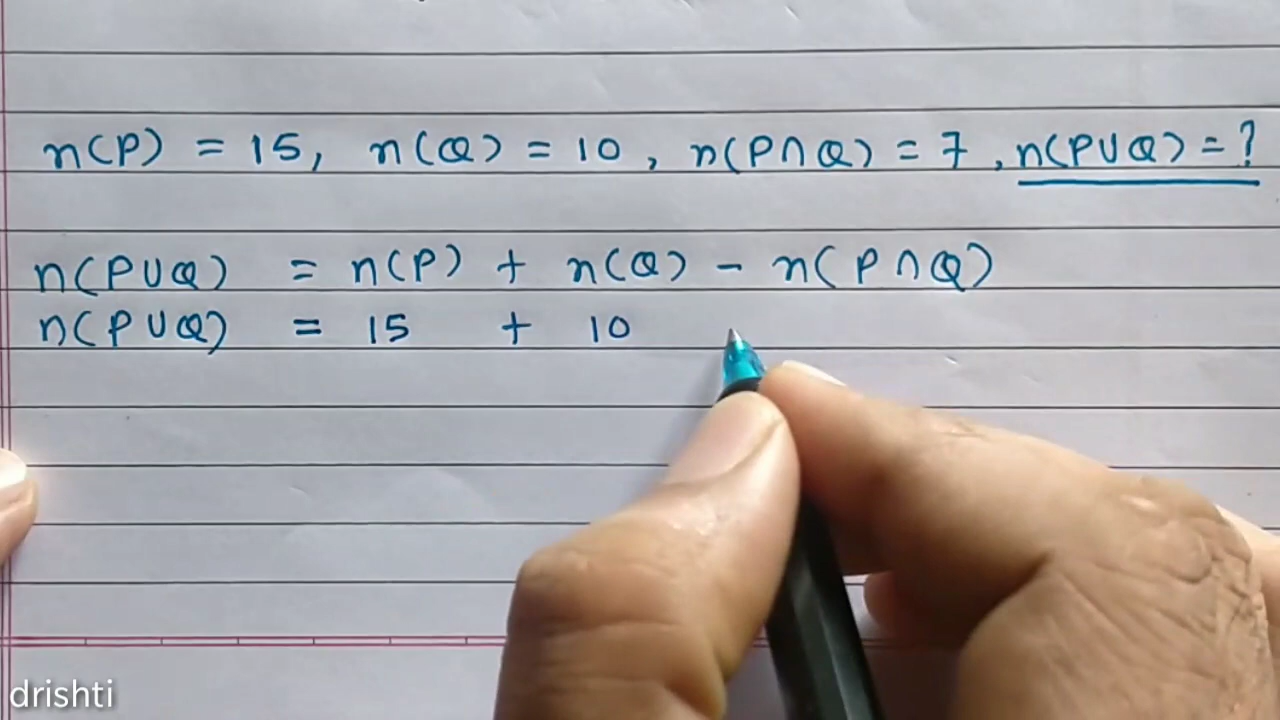 n(P) = 15, n(Q) = 10, n(P∩Q) = 7, n(P∪Q) = ?
n(P∪Q) = n(P) + n(Q) - n(P∩Q)
n(P∪Q) = 15 + 10
drishti